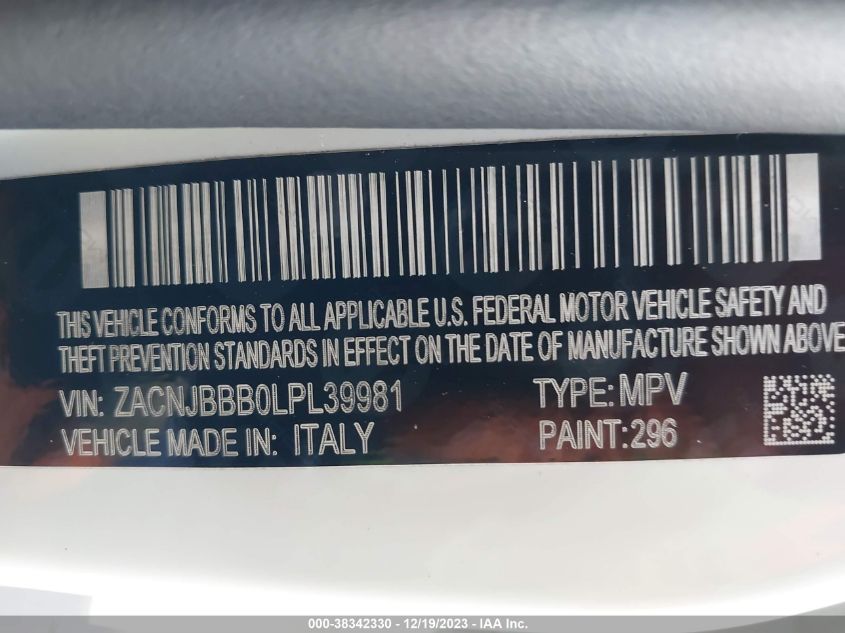 THIS VEHICLE CONFORMS TO ALL APPLICABLE U.S. FEDERAL MOTOR VEHICLE SAFETY AND
THEFT PREVENTION STANDARDS IN EFFECT ON THE DATE OF MANUFACTURE SHOWN ABOVE
VIN: ZACNJBBB0LPL39981 TYPE: MPV
VEHICLE MADE IN: ITALY PAINT:296
000-38342330 - 12/19/2023 - IAA Inc.